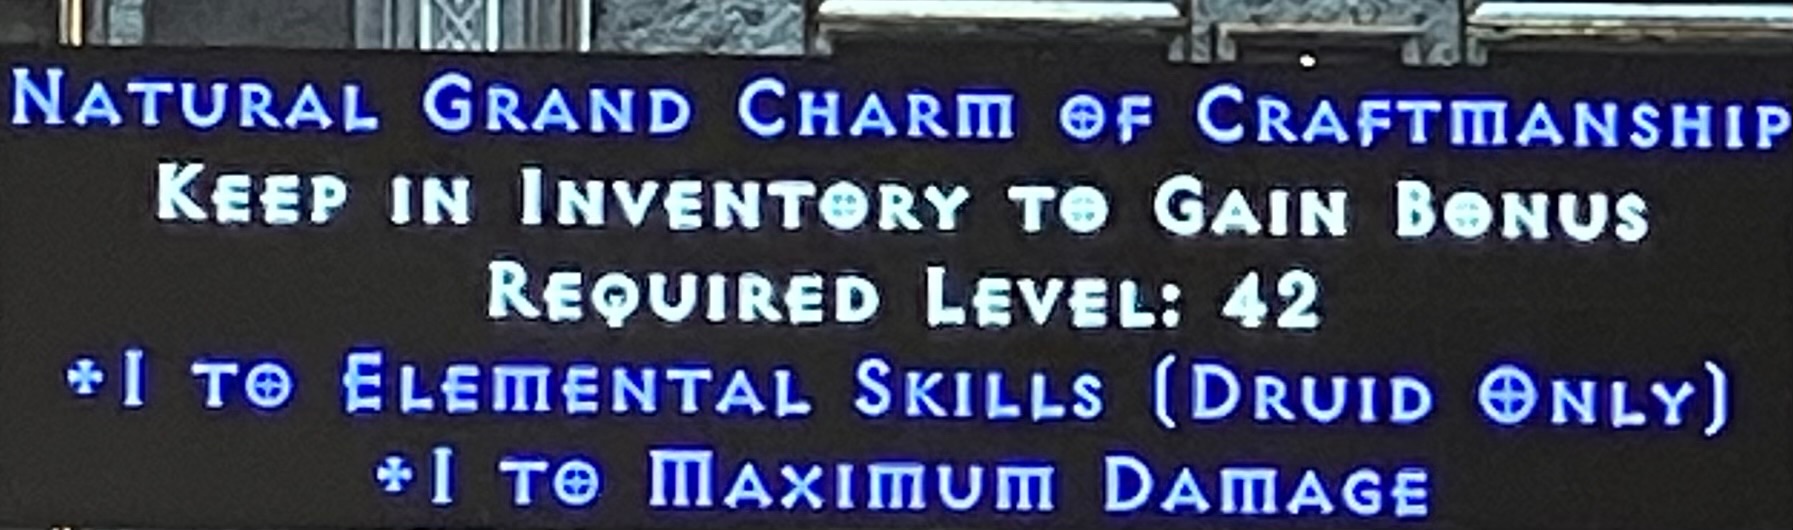 Natural Grand Charm of Craftmanship
Keep in Inventory to Gain Bonus
Required Level: 42
+1 to Elemental Skills (Druid Only)
+1 to Maximum Damage